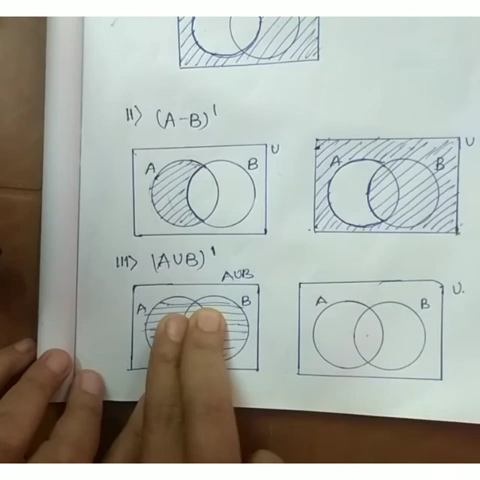 II> (A-B)'
A B U
A B U
III> (AUB)'
AUB
A B
A B U.